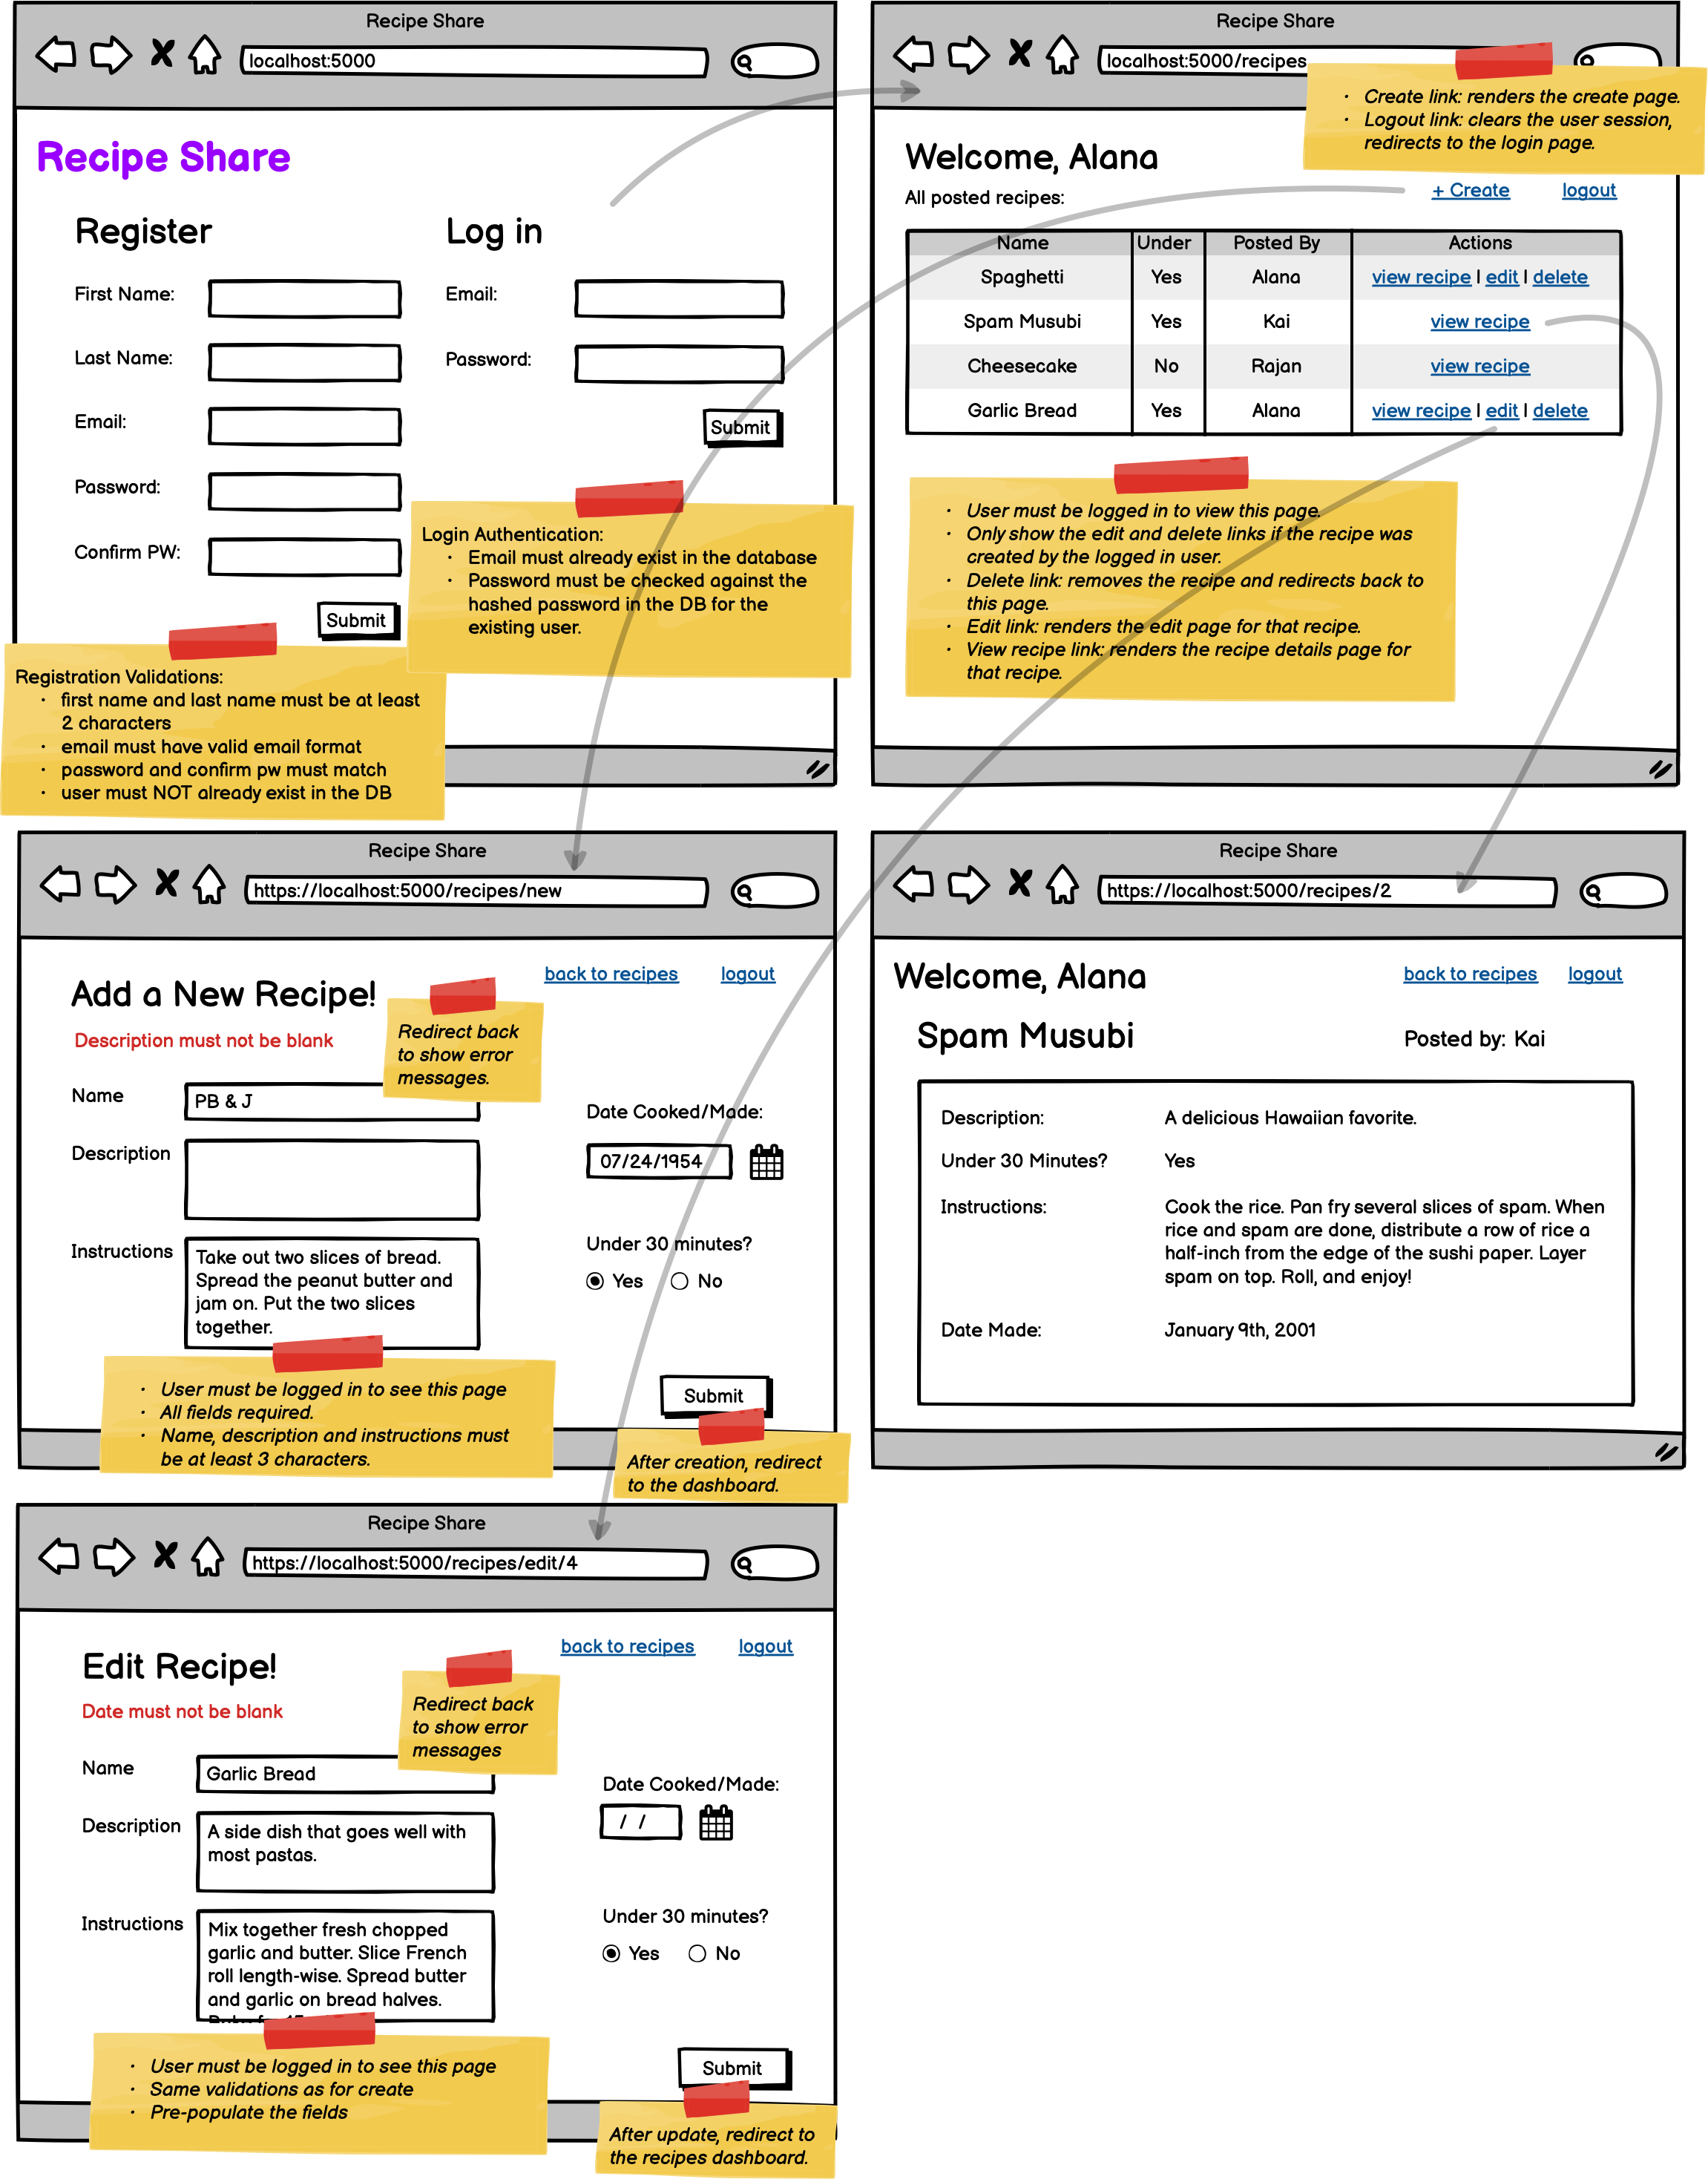 Recipe Share
localhost:5000
Recipe Share
Register
First Name:
Last Name:
Email:
Password:
Confirm PW:
Submit
Log in
Email:
Password:
Submit
Login Authentication:
· Email must already exist in the database
· Password must be checked against the
hashed password in the DB for the
existing user.
Registration Validations:
· first name and last name must be at least
2 characters
· email must have valid email format
· password and confirm pw must match
· user must NOT already exist in the DB
Recipe Share
localhost:5000/recipes
· Create link: renders the create page.
· Logout link: clears the user session,
redirects to the login page.
Welcome, Alana
All posted recipes:
+ Create logout
Name Under Posted By Actions
Spaghetti Yes Alana view recipe | edit | delete
Spam Musubi Yes Kai view recipe
Cheesecake No Rajan view recipe
Garlic Bread Yes Alana view recipe | edit | delete
· User must be logged in to view this page.
· Only show the edit and delete links if the recipe was
created by the logged in user.
· Delete link: removes the recipe and redirects back to
this page.
· Edit link: renders the edit page for that recipe.
· View recipe link: renders the recipe details page for
that recipe.
Recipe Share
https://localhost:5000/recipes/new
back to recipes logout
Add a New Recipe!
Description must not be blank
Redirect back
to show error
messages.
Name
PB & J
Description
Instructions
Take out two slices of bread.
Spread the peanut butter and
jam on. Put the two slices
together.
Date Cooked/Made:
07/24/1954
Under 30 minutes?
Yes No
Submit
· User must be logged in to see this page
· All fields required.
· Name, description and instructions must
be at least 3 characters.
After creation, redirect
to the dashboard.
Recipe Share
https://localhost:5000/recipes/2
Welcome, Alana
back to recipes logout
Spam Musubi
Posted by: Kai
Description: A delicious Hawaiian favorite.
Under 30 Minutes? Yes
Instructions: Cook the rice. Pan fry several slices of spam. When
rice and spam are done, distribute a row of rice a
half-inch from the edge of the sushi paper. Layer
spam on top. Roll, and enjoy!
Date Made: January 9th, 2001
Recipe Share
https://localhost:5000/recipes/edit/4
back to recipes logout
Edit Recipe!
Date must not be blank
Redirect back
to show error
messages
Name
Garlic Bread
Description
A side dish that goes well with
most pastas.
Instructions
Mix together fresh chopped
garlic and butter. Slice French
roll length-wise. Spread butter
and garlic on bread halves.
Date Cooked/Made:
/ /
Under 30 minutes?
Yes No
Submit
· User must be logged in to see this page
· Same validations as for create
· Pre-populate the fields
After update, redirect to
the recipes dashboard.